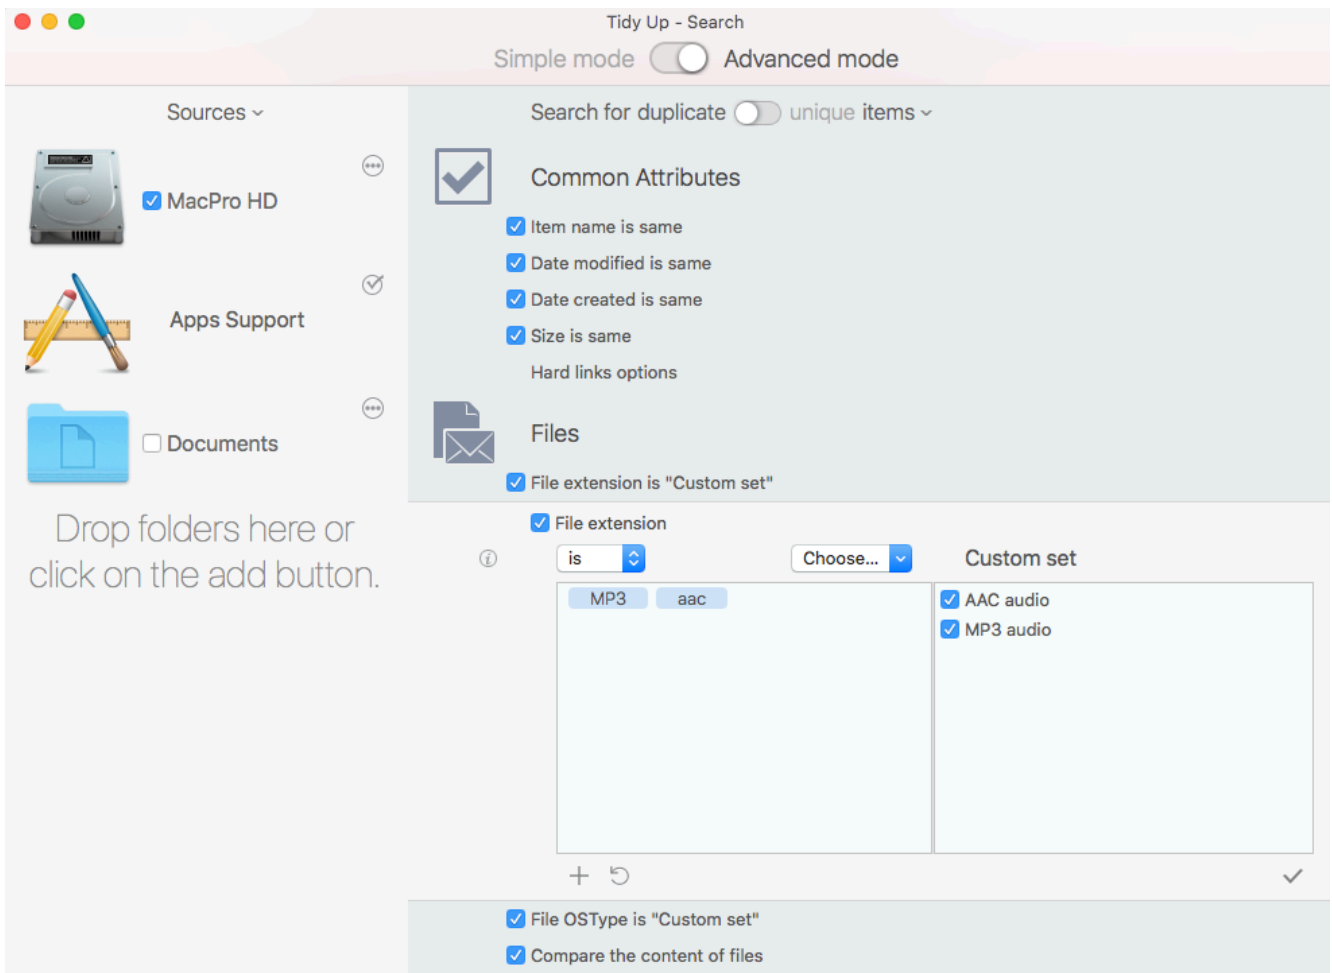 Tidy Up - Search
Simple mode Advanced mode
Sources
MacPro HD
Apps Support
Documents
Drop folders here or
click on the add button.
Search for duplicate unique items
Common Attributes
Item name is same
Date modified is same
Date created is same
Size is same
Hard links options
Files
File extension is "Custom set"
File extension
is Choose... Custom set
MP3 aac
AAC audio
MP3 audio
File OSType is "Custom set"
Compare the content of files